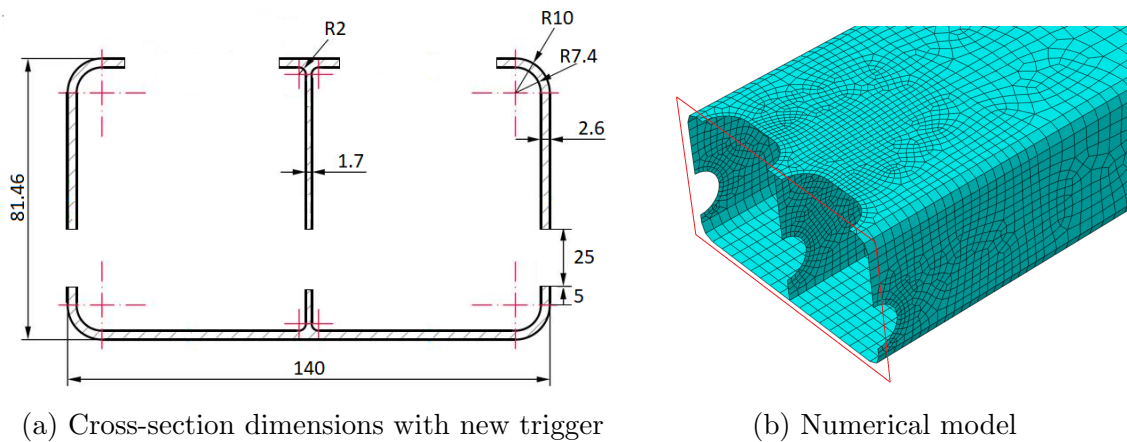 R2
R10
R7.4
2.6
1.7
81.46
25
5
140
(a) Cross-section dimensions with new trigger
(b) Numerical model